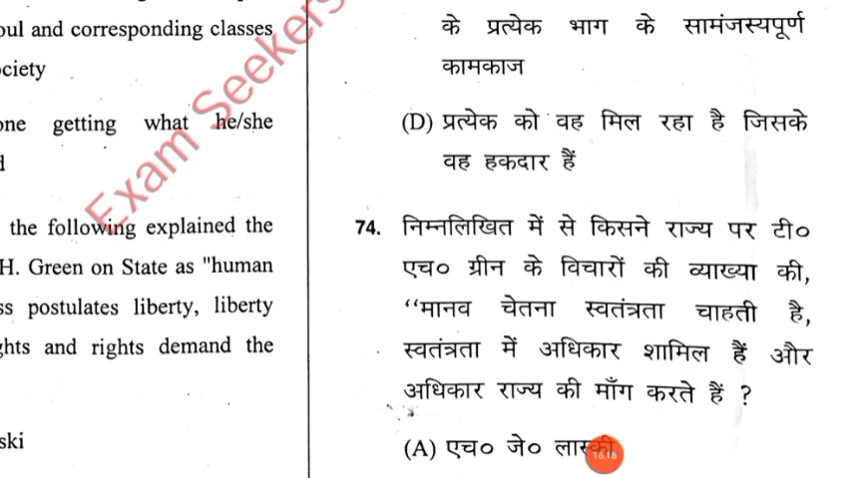 oul and corresponding classes
ciety
one getting what he/she
the following explained the
H. Green on State as "human
ss postulates liberty, liberty
ghts and rights demand the
ski
Exam Seekers
के प्रत्येक भाग के सामंजस्यपूर्ण
कामकाज
(D) प्रत्येक को वह मिल रहा है जिसके
वह हकदार हैं
74. निम्नलिखित में से किसने राज्य पर टी०
एच० ग्रीन के विचारों की व्याख्या की,
‘‘मानव चेतना स्वतंत्रता चाहती है,
स्वतंत्रता में अधिकार शामिल हैं और
अधिकार राज्य की माँग करते हैं ?
(A) एच० जे० लास्की
16:16